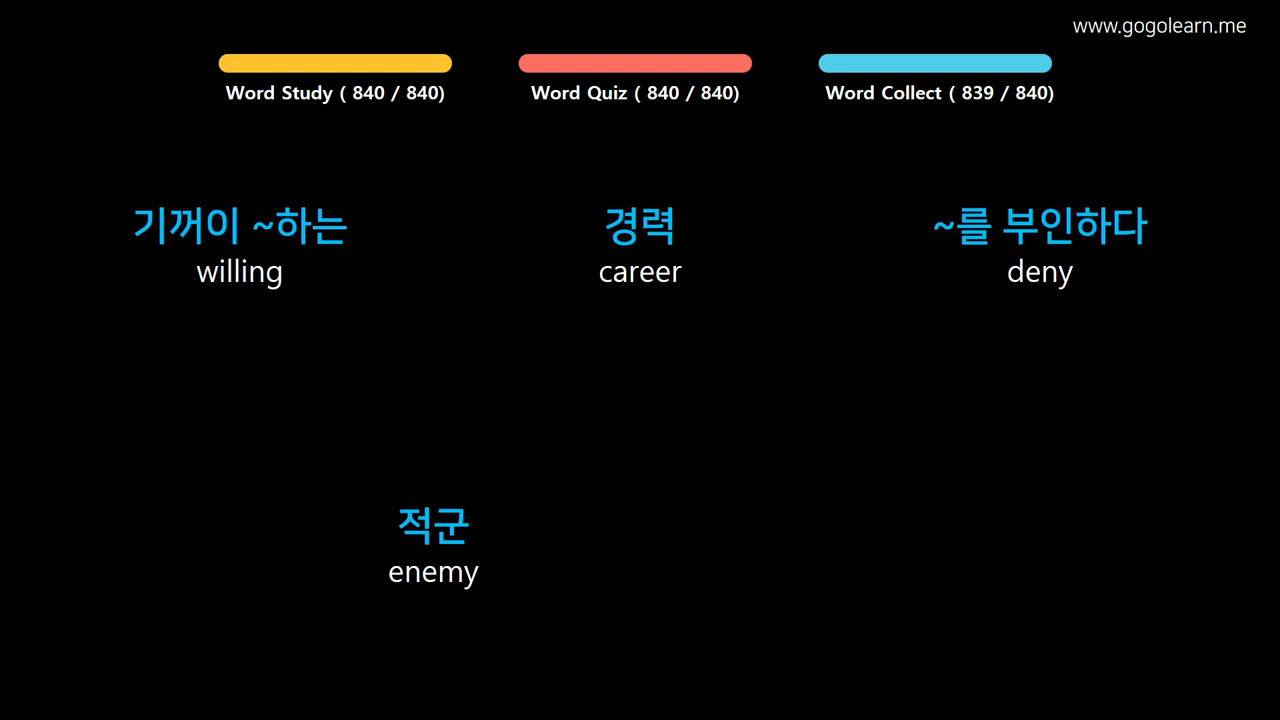 www.gogolearn.me
Word Study ( 840 / 840)
Word Quiz ( 840 / 840)
Word Collect ( 839 / 840)
기꺼이 ~하는
willing
경력
career
~를 부인하다
deny
적군
enemy